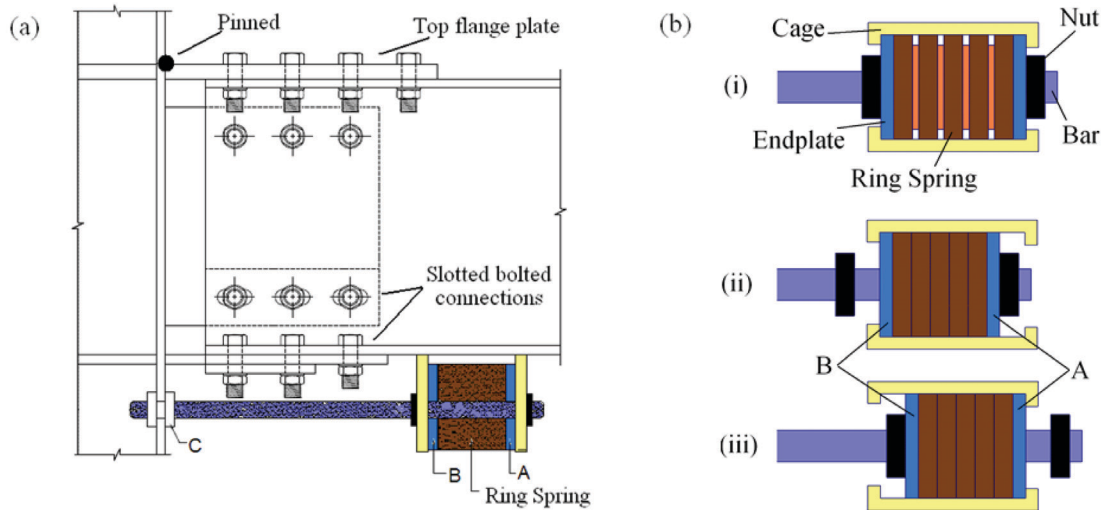 (a)
Pinned
Top flange plate
Slotted bolted
connections
C
B
A
Ring Spring
(b)
Cage
Nut
(i)
Endplate
Bar
Ring Spring
(ii)
B
A
(iii)